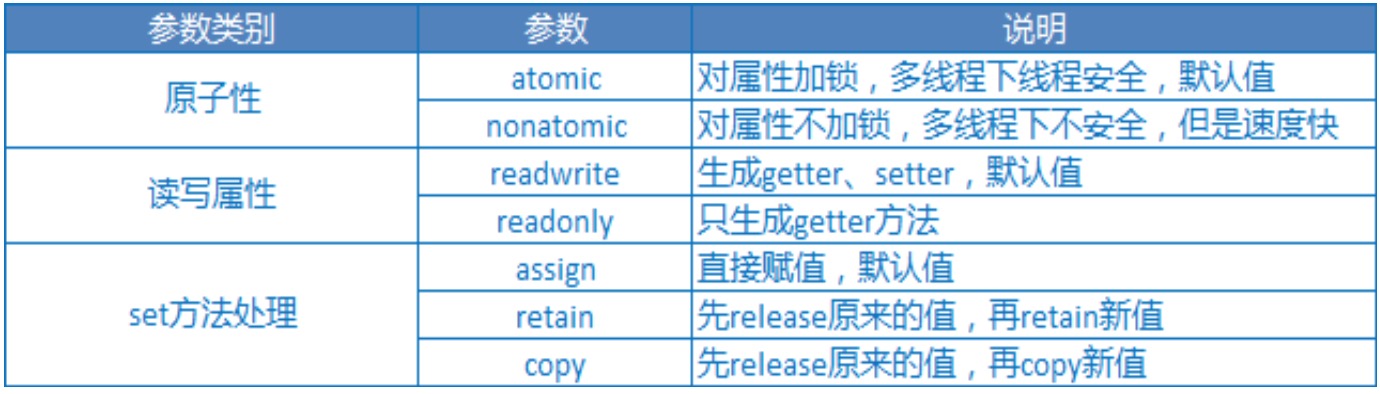 参数类别 参数 说明
原子性 atomic 对属性加锁，多线程下线程安全，默认值
nonatomic 对属性不加锁，多线程下不安全，但是速度快
读写属性 readwrite 生成getter、setter，默认值
readonly 只生成getter方法
set方法处理 assign 直接赋值，默认值
retain 先release原来的值，再retain新值
copy 先release原来的值，再copy新值